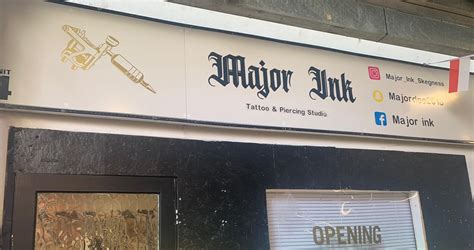 Major Ink
Tattoo & Piercing Studio
Major_Ink_Skegness
Major ink
OPENING